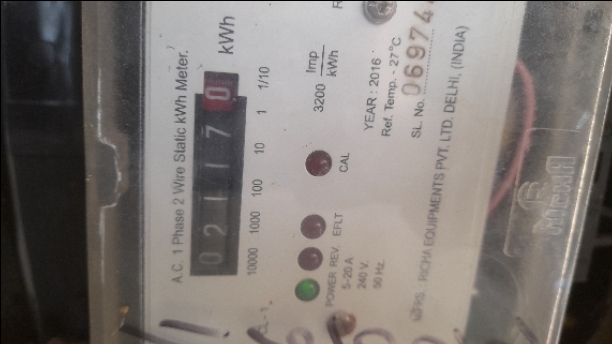 A.C. 1 Phase 2 Wire Static kWh Meter.
0 2 1 1 7 0 kWh
10000 1000 100 10 1 1/10
POWER REV. EFLT CAL
3200 Imp/kWh
5-20 A
240 V.
50 Hz.
YEAR : 2016
Ref. Temp. - 27°C
SL. No. 06974
MFRS : RICHA EQUIPMENTS PVT. LTD. DELHI, (INDIA)